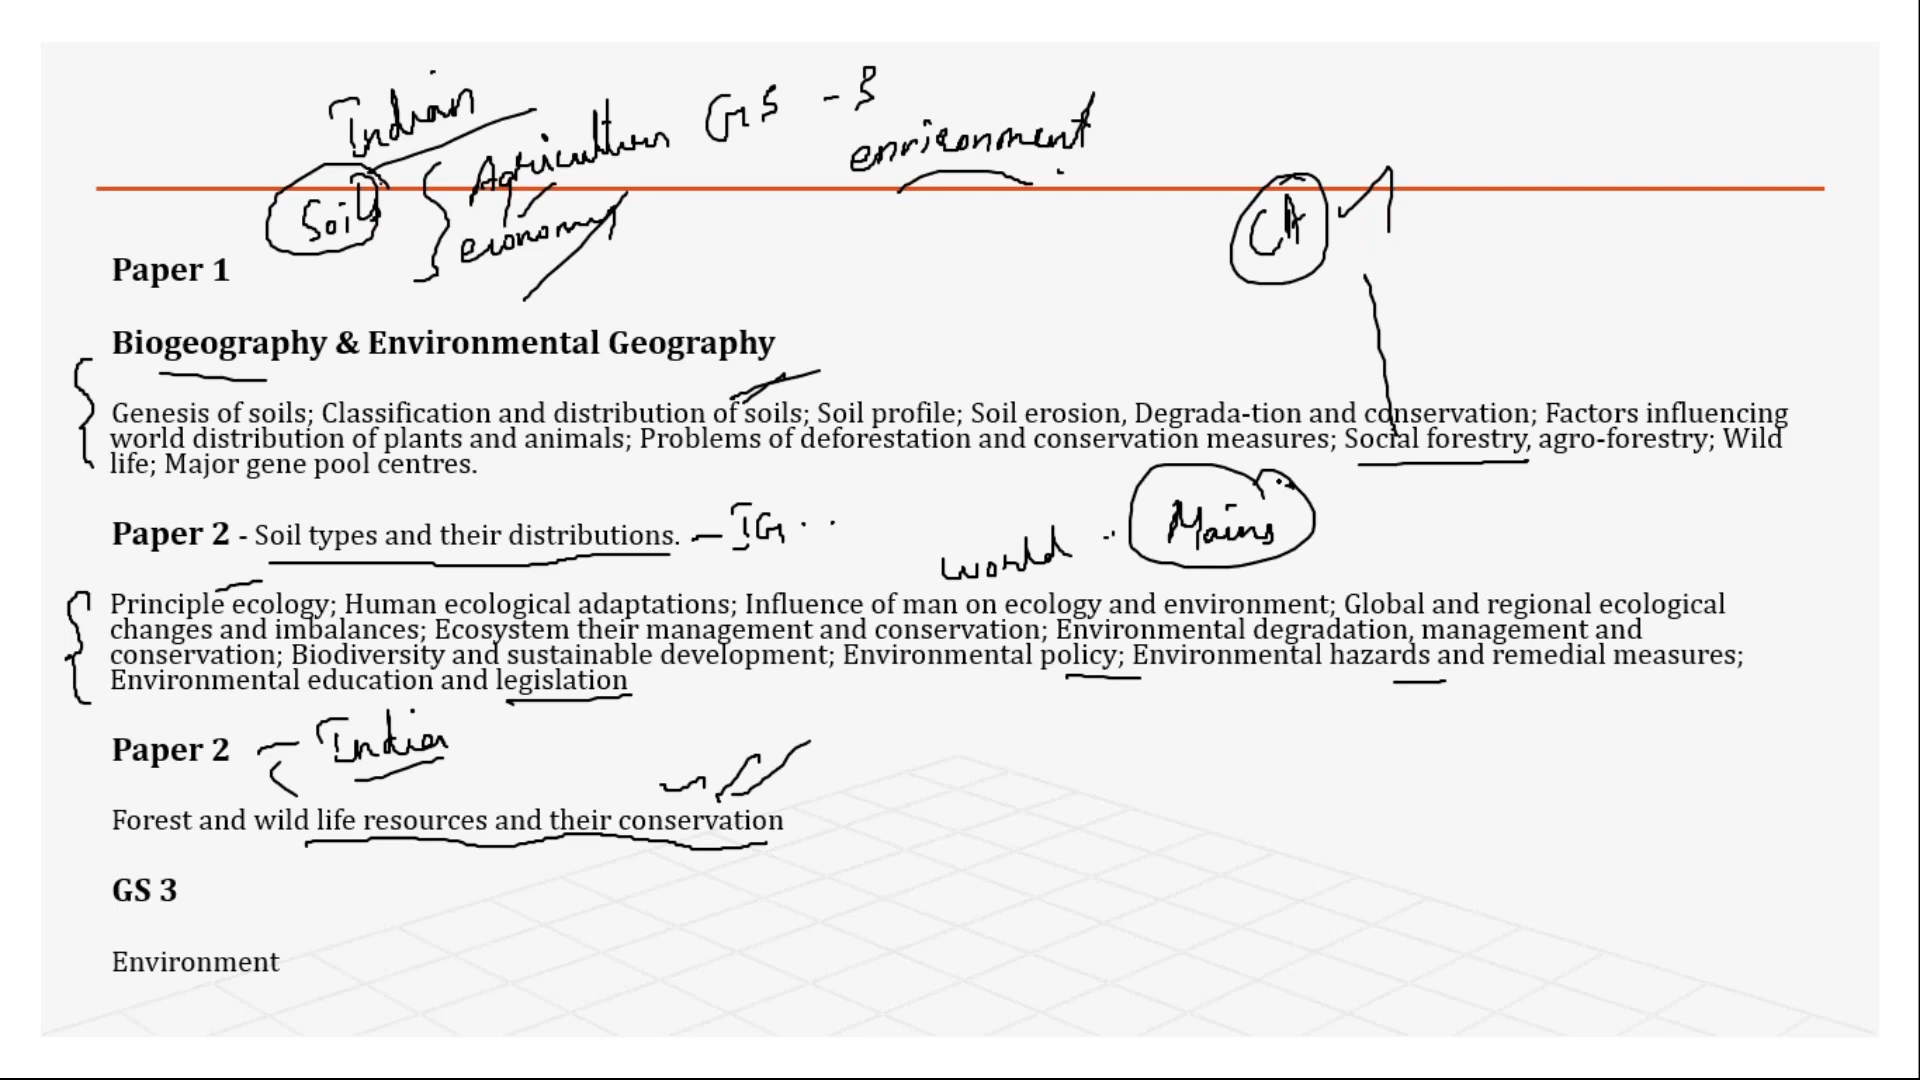 Indian
Agriculture GS - 3
environment
Soil
economy
CA
Paper 1
Biogeography & Environmental Geography
Genesis of soils; Classification and distribution of soils; Soil profile; Soil erosion, Degrada-tion and conservation; Factors influencing
world distribution of plants and animals; Problems of deforestation and conservation measures; Social forestry, agro-forestry; Wild
life; Major gene pool centres.
Paper 2 - Soil types and their distributions. - IG..
world
Mains
Principle ecology; Human ecological adaptations; Influence of man on ecology and environment; Global and regional ecological
changes and imbalances; Ecosystem their management and conservation; Environmental degradation, management and
conservation; Biodiversity and sustainable development; Environmental policy; Environmental hazards and remedial measures;
Environmental education and legislation
Paper 2 - Indian
Forest and wild life resources and their conservation
GS 3
Environment